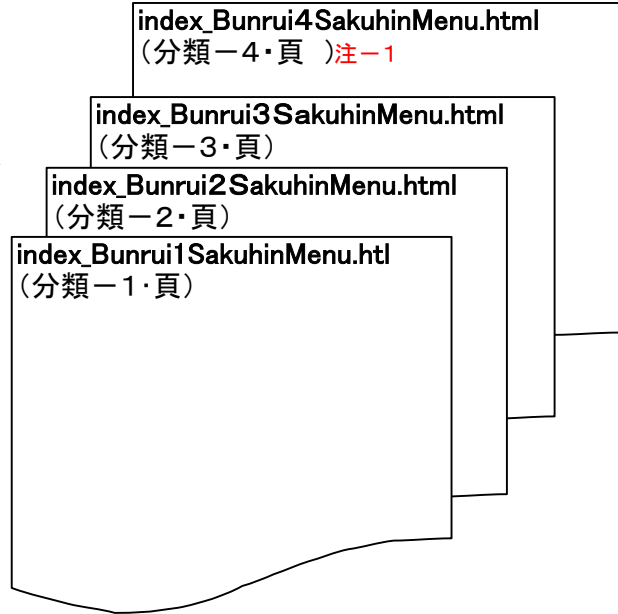 index_Bunrui4SakuhinMenu.html
(分類－4・頁　)注－1
index_Bunrui3SakuhinMenu.html
(分類－3・頁)
index_Bunrui2SakuhinMenu.html
(分類－2・頁)
index_Bunrui1SakuhinMenu.htl
(分類－1・頁)